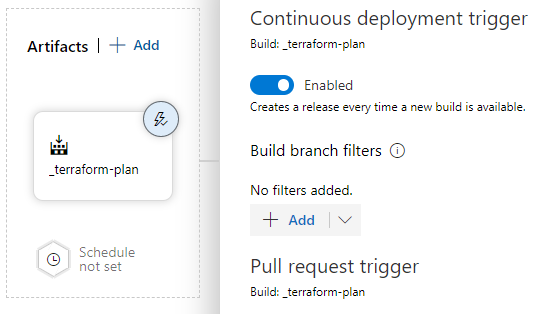 Artifacts | + Add
_terraform-plan
Schedule
not set
Continuous deployment trigger
Build: _terraform-plan
Enabled
Creates a release every time a new build is available.
Build branch filters
No filters added.
+ Add
Pull request trigger
Build: _terraform-plan